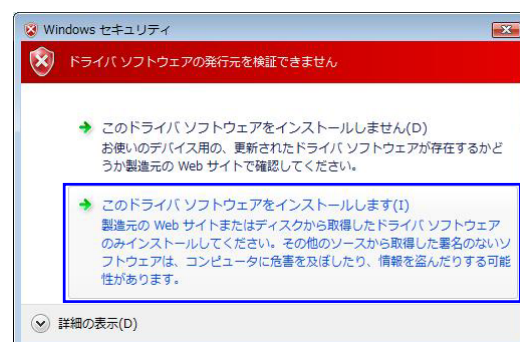 Windows セキュリティ
ドライバ ソフトウェアの発行元を検証できません
このドライバ ソフトウェアをインストールしません(D)
お使いのデバイス用の、更新されたドライバ ソフトウェアが存在するかど
うか製造元の Web サイトで確認してください。
このドライバ ソフトウェアをインストールします(I)
製造元の Web サイトまたはディスクから取得したドライバ ソフトウェア
のみインストールしてください。その他のソースから取得した署名のないソ
フトウェアは、コンピュータに危害を及ぼしたり、情報を盗んだりする可能
性があります。
詳細の表示(D)